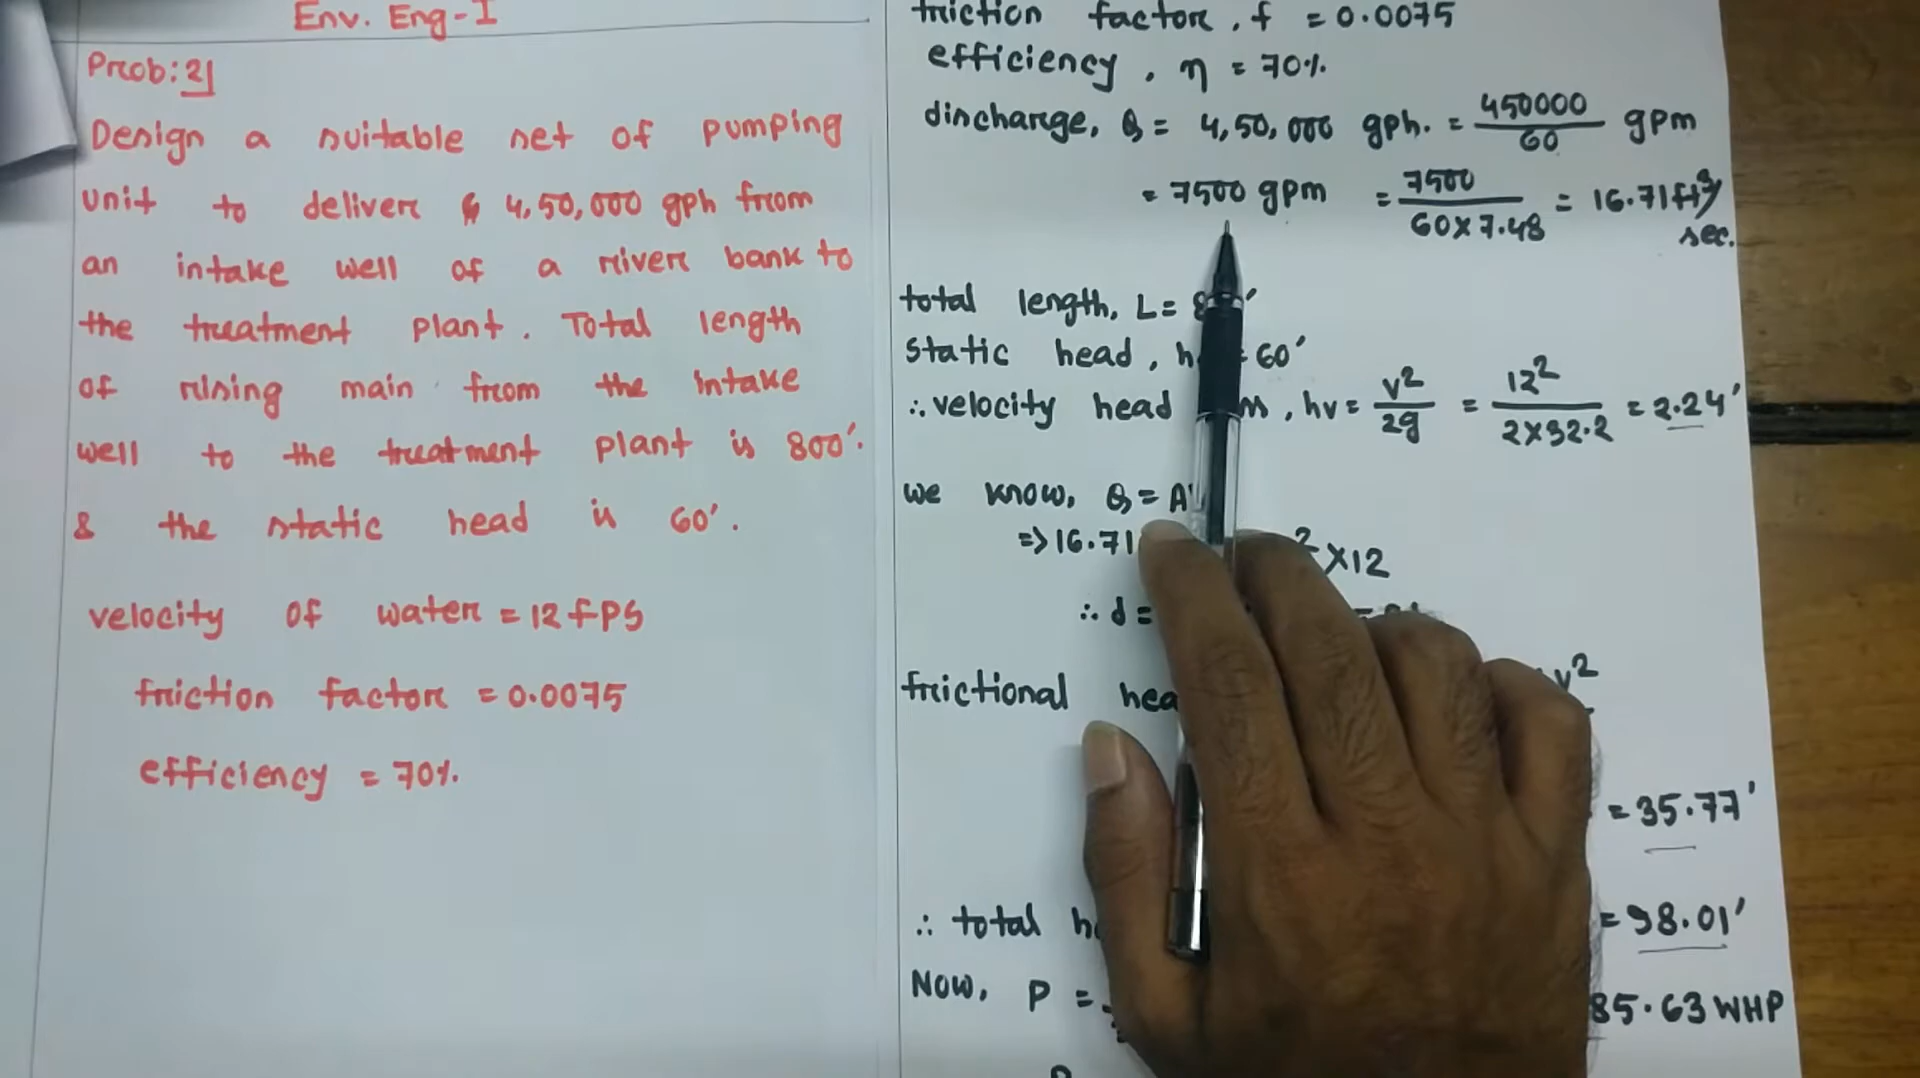 Env. Eng-I
Prob: 21
Design a suitable set of pumping
unit to deliver 4,50,000 gph from
an intake well of a river bank to
the treatment plant. Total length
of rising main from the intake
well to the treatment plant is 800'.
& the static head is 60'.
velocity of water = 12 fps
friction factor = 0.0075
efficiency = 70%.
friction factor, f = 0.0075
efficiency, η = 70%.
discharge, Q = 4,50,000 gph. = 450000/60 gpm
= 7500 gpm = 7500/60×7.48 = 16.71 ft³/sec.
total length, L = 8
static head, h = 60'
∴ velocity head, hv = v²/2g = 12²/2×32.2 = 2.24'
we know, Q = A
=> 16.71 ² ×12
∴ d =
frictional v²
= 35.77'
∴ total = 98.01'
Now, P = 85.63 WHP